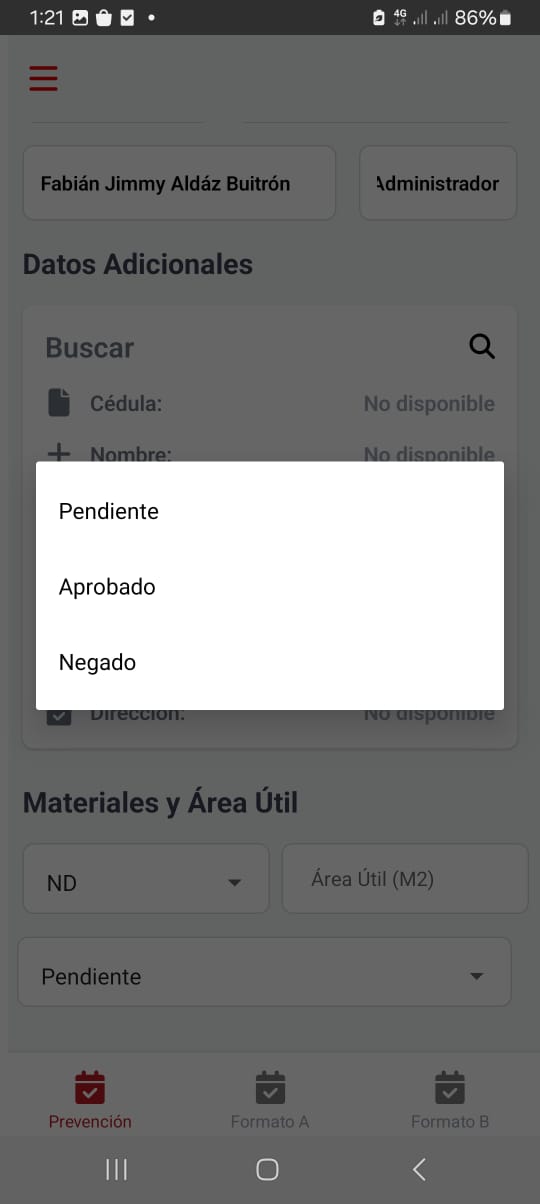 1:21
4G
86%
Fabián Jimmy Aldáz Buitrón
Administrador
Datos Adicionales
Buscar
Cédula: No disponible
Nombre: No disponible
Pendiente
Aprobado
Negado
Dirección: No disponible
Materiales y Área Útil
ND
Área Útil (M2)
Pendiente
Prevención
Formato A
Formato B